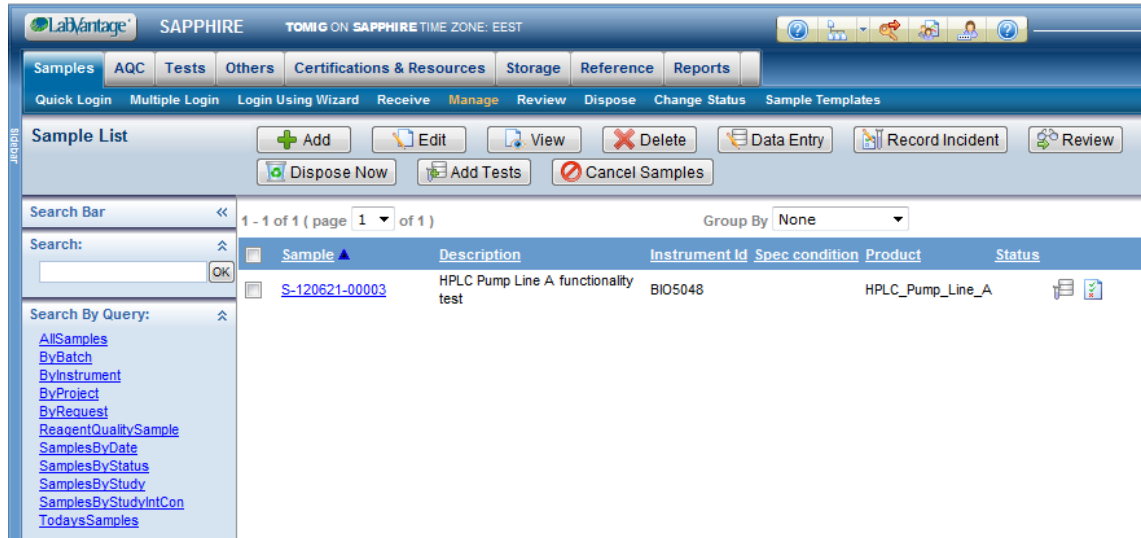 LabVantage® SAPPHIRE TOMIG ON SAPPHIRE TIME ZONE: EEST
Samples AQC Tests Others Certifications & Resources Storage Reference Reports
Quick Login Multiple Login Login Using Wizard Receive Manage Review Dispose Change Status Sample Templates
Sidebar
Sample List
Add Edit View Delete Data Entry Record Incident Review
Dispose Now Add Tests Cancel Samples
Search Bar «
Search:
OK
Search By Query:
AllSamples
ByBatch
ByInstrument
ByProject
ByRequest
ReagentQualitySample
SamplesByDate
SamplesByStatus
SamplesByStudy
SamplesByStudyIntCon
TodaysSamples
1 - 1 of 1 ( page 1 of 1 ) Group By None
Sample Description Instrument Id Spec condition Product Status
S-120621-00003 HPLC Pump Line A functionality test BIO5048 HPLC_Pump_Line_A